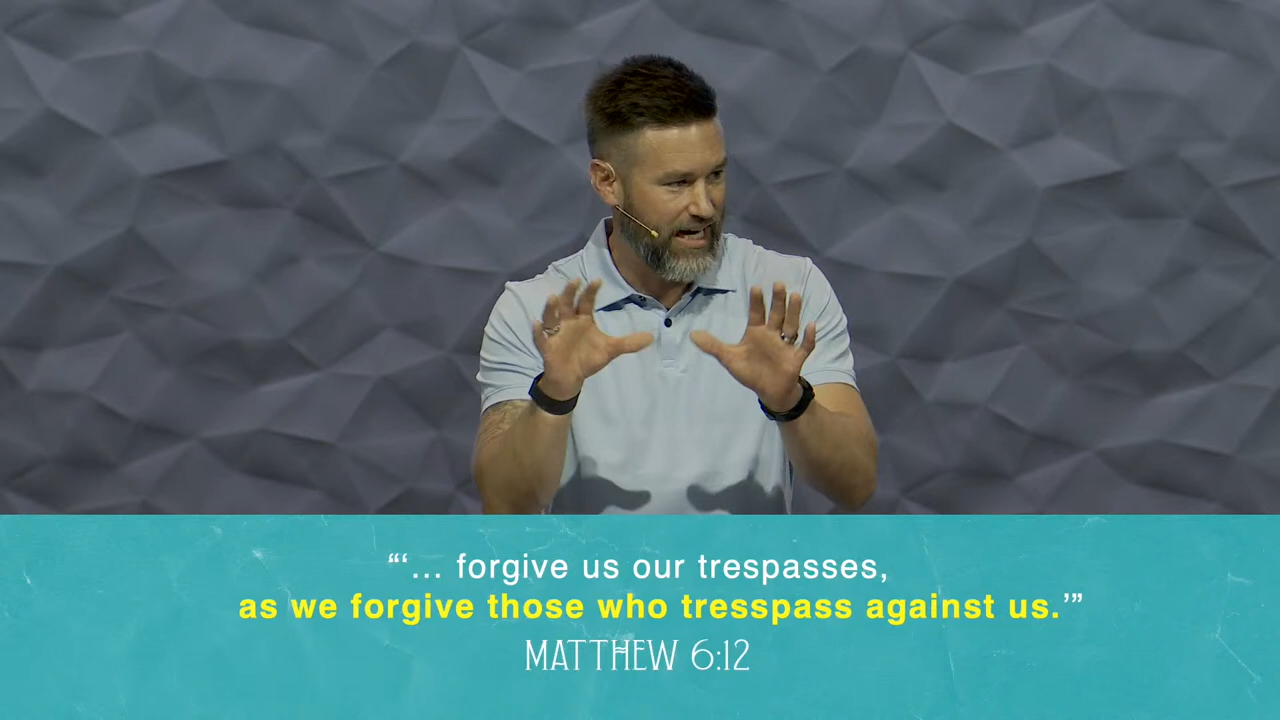 “‘... forgive us our trespasses,
as we forgive those who tresspass against us.’”
MATTHEW 6:12